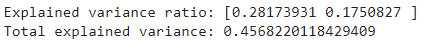 Explained variance ratio: [0.28173931 0.1750827 ]
Total explained variance: 0.4568220118429409